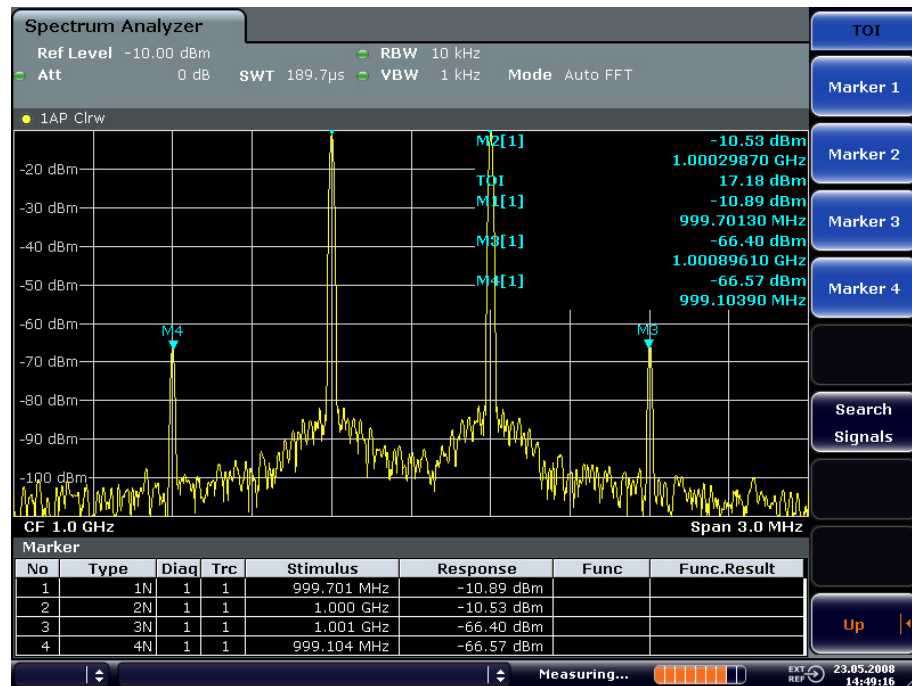 Spectrum Analyzer
Ref Level -10.00 dBm RBW 10 kHz
Att 0 dB SWT 189.7µs VBW 1 kHz Mode Auto FFT
1AP Clrw
M2[1] -10.53 dBm
1.00029870 GHz
TOI 17.18 dBm
M1[1] -10.89 dBm
999.70130 MHz
M3[1] -66.40 dBm
1.00089610 GHz
M4[1] -66.57 dBm
999.10390 MHz
-20 dBm
-30 dBm
-40 dBm
-50 dBm
-60 dBm
M4 M3
-70 dBm
-80 dBm
-90 dBm
-100 dBm
CF 1.0 GHz Span 3.0 MHz
Marker
No Type Diaq Trc Stimulus Response Func Func.Result
1 1N 1 1 999.701 MHz -10.89 dBm
2 2N 1 1 1.000 GHz -10.53 dBm
3 3N 1 1 1.001 GHz -66.40 dBm
4 4N 1 1 999.104 MHz -66.57 dBm
Measuring... EXT REF 23.05.2008
14:49:16
TOI
Marker 1
Marker 2
Marker 3
Marker 4
Search
Signals
Up